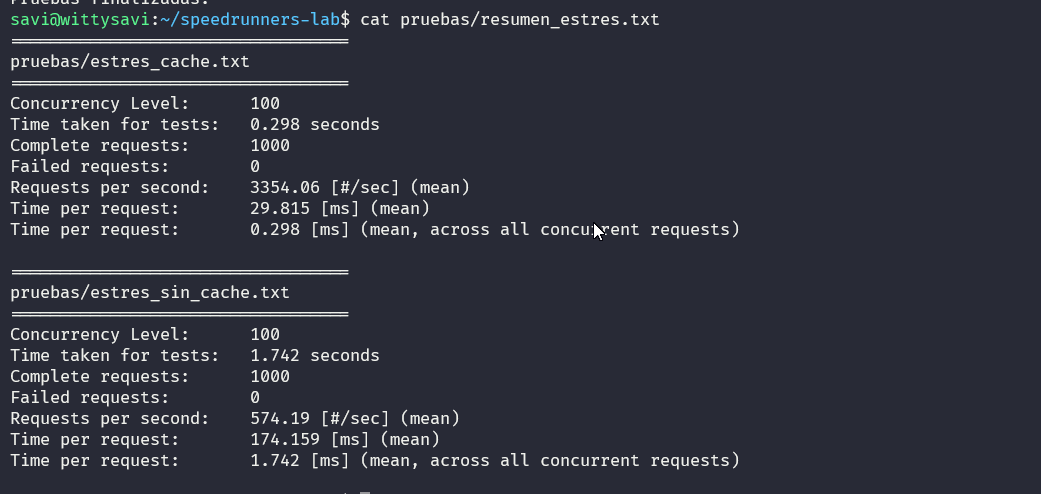 Pruebas finalizadas.
savi@wittysavi:~/speedrunners-lab$ cat pruebas/resumen_estres.txt
==================================
pruebas/estres_cache.txt
==================================
Concurrency Level:      100
Time taken for tests:   0.298 seconds
Complete requests:      1000
Failed requests:        0
Requests per second:    3354.06 [#/sec] (mean)
Time per request:       29.815 [ms] (mean)
Time per request:       0.298 [ms] (mean, across all concurrent requests)
==================================
pruebas/estres_sin_cache.txt
==================================
Concurrency Level:      100
Time taken for tests:   1.742 seconds
Complete requests:      1000
Failed requests:        0
Requests per second:    574.19 [#/sec] (mean)
Time per request:       174.159 [ms] (mean)
Time per request:       1.742 [ms] (mean, across all concurrent requests)